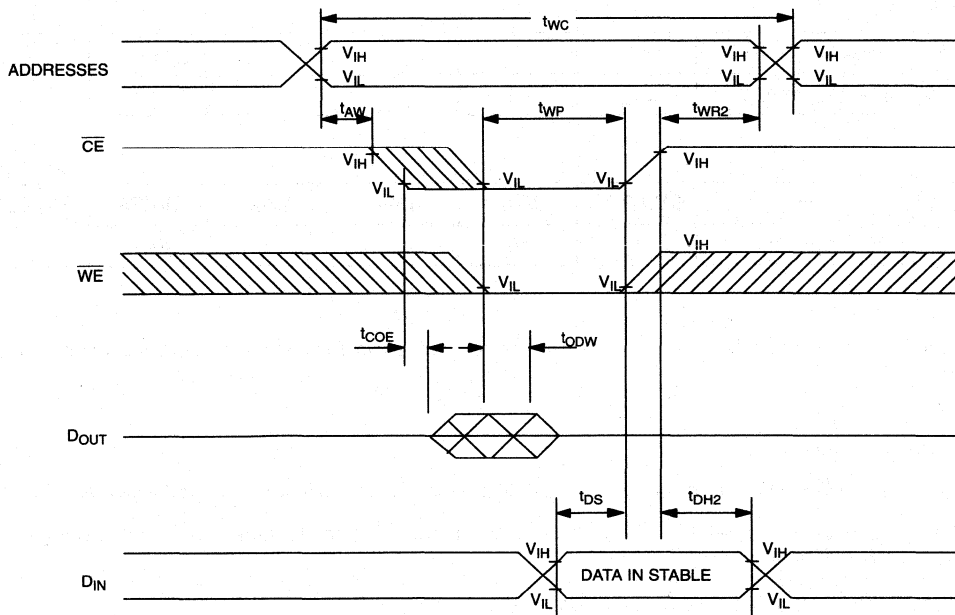 tWC
ADDRESSES
VIH
VIL
VIH
VIL
VIH
VIL
tAW
tWP
tWR2
CE
VIH
VIL
VIL
VIL
VIH
WE
VIL
VIL
VIH
tCOE
tODW
DOUT
tDS
tDH2
DIN
VIH
VIL
DATA IN STABLE
VIH
VIL